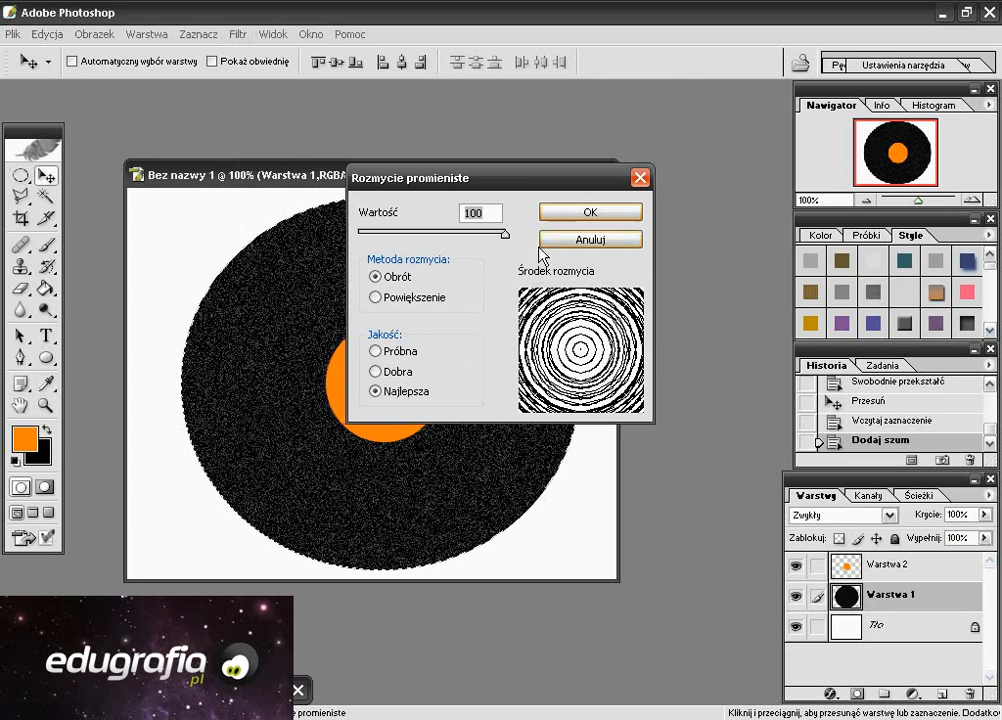 Adobe Photoshop
Plik Edycja Obrazek Warstwa Zaznacz Filtr Widok Okno Pomoc
Automatyczny wybór warstwy Pokaż obwiednię
Ustawienia narzędzia
Nawigator Info Histogram
100%
Kolor Próbki Style
Historia Zadania
Swobodnie przekształć
Przesuń
Wczytaj zaznaczenie
Dodaj szum
Warstwy Kanały Ścieżki
Zwykły Krycie: 100%
Zablokuj: Wypełnij: 100%
Warstwa 2
Warstwa 1
Tło
Bez nazwy 1 @ 100% (Warstwa 1,RGB/
Rozmycie promieniste
Wartość 100 OK
Anuluj
Metoda rozmycia:
Obrót
Powiększenie
Środek rozmycia
Jakość:
Próbna
Dobra
Najlepsza
edugrafia
.pl
e promieniste
Kliknij i przeciągnij, aby przesunąć warstwę lub zaznaczenie. Dodatko